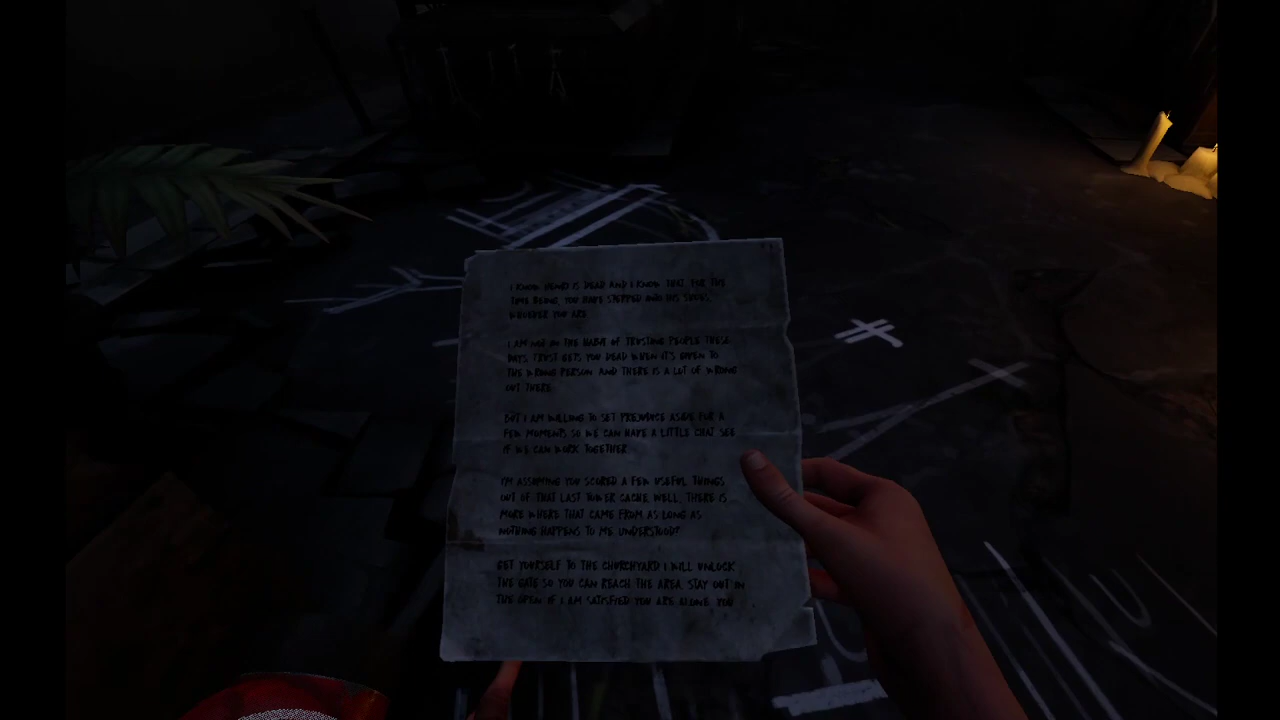 I KNOW HENRI IS DEAD AND I KNOW THAT, FOR THE
TIME BEING, YOU HAVE STEPPED INTO HIS SHOES,
WHOEVER YOU ARE
I AM NOT IN THE HABIT OF TRUSTING PEOPLE THESE
DAYS. TRUST GETS YOU DEAD WHEN IT'S GIVEN TO
THE WRONG PERSON AND THERE IS A LOT OF WRONG
OUT THERE
BUT I AM WILLING TO SET PREJUDICE ASIDE FOR A
FEW MOMENTS SO WE CAN HAVE A LITTLE CHAT SEE
IF WE CAN WORK TOGETHER
I'M ASSUMING YOU SCORED A FEW USEFUL THINGS
OUT OF THAT LAST TOWER CACHE. WELL, THERE IS
MORE WHERE THAT CAME FROM AS LONG AS
NOTHING HAPPENS TO ME UNDERSTOOD?
GET YOURSELF TO THE CHURCHYARD I WILL UNLOCK
THE GATE SO YOU CAN REACH THE AREA. STAY OUT IN
THE OPEN IF I AM SATISFIED YOU ARE ALONE YOU